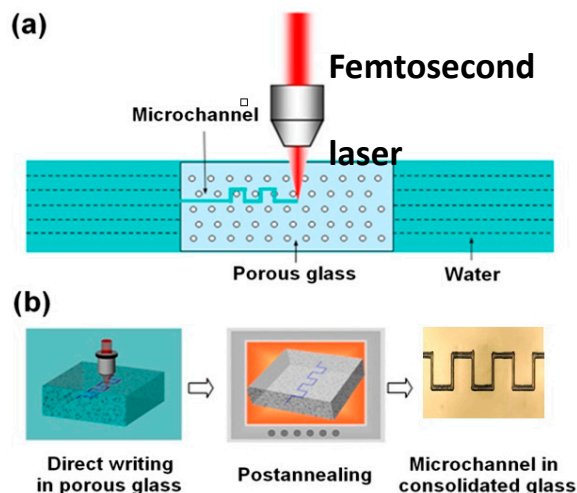 (a)
Femtosecond
Microchannel
laser
Porous glass
Water
(b)
Direct writing
in porous glass
Postannealing
Microchannel in
consolidated glass